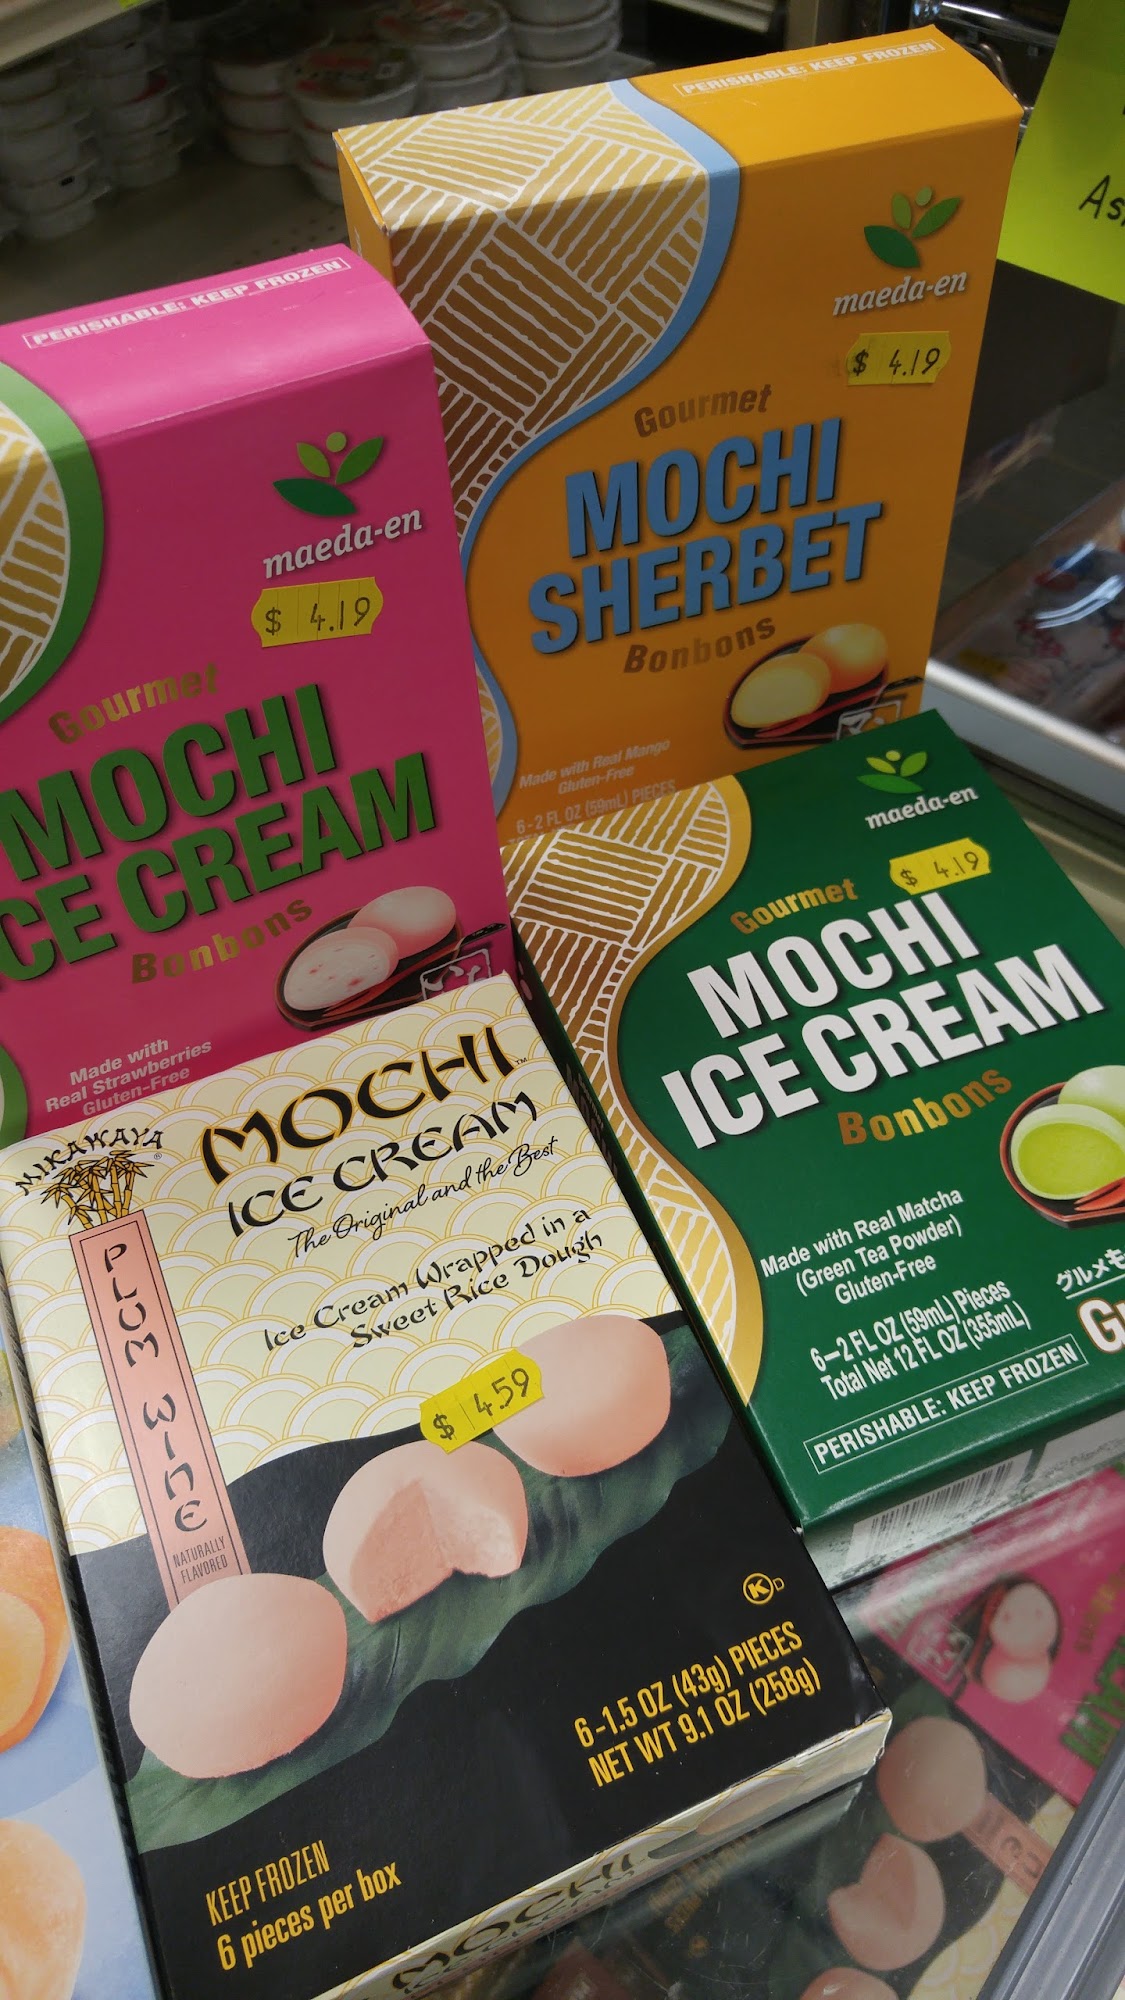 PERISHABLE: KEEP FROZEN
maeda-en
$ 4.19
Gourmet
MOCHI
SHERBET
Bonbons
Made with Real Mango
Gluten-Free
6-2 FL OZ (59mL) PIECES
PERISHABLE: KEEP FROZEN
maeda-en
$ 4.19
Gourmet
MOCHI
ICE CREAM
Bonbons
Made with
Real Strawberries
Gluten-Free
maeda-en
$ 4.19
Gourmet
MOCHI
ICE CREAM
Bonbons
Made with Real Matcha
(Green Tea Powder)
Gluten-Free
6–2 FL OZ (59mL) Pieces
Total Net 12 FL OZ (355mL)
PERISHABLE: KEEP FROZEN
グルメモ
MIKAWAYA®
MOCHI™
ICE CREAM
The Original and the Best
Ice Cream Wrapped in a
Sweet Rice Dough
PLUM WINE
NATURALLY
FLAVORED
$ 4.59
K D
6-1.5 OZ (43g) PIECES
NET WT 9.1 OZ (258g)
KEEP FROZEN
6 pieces per box
MOCHI